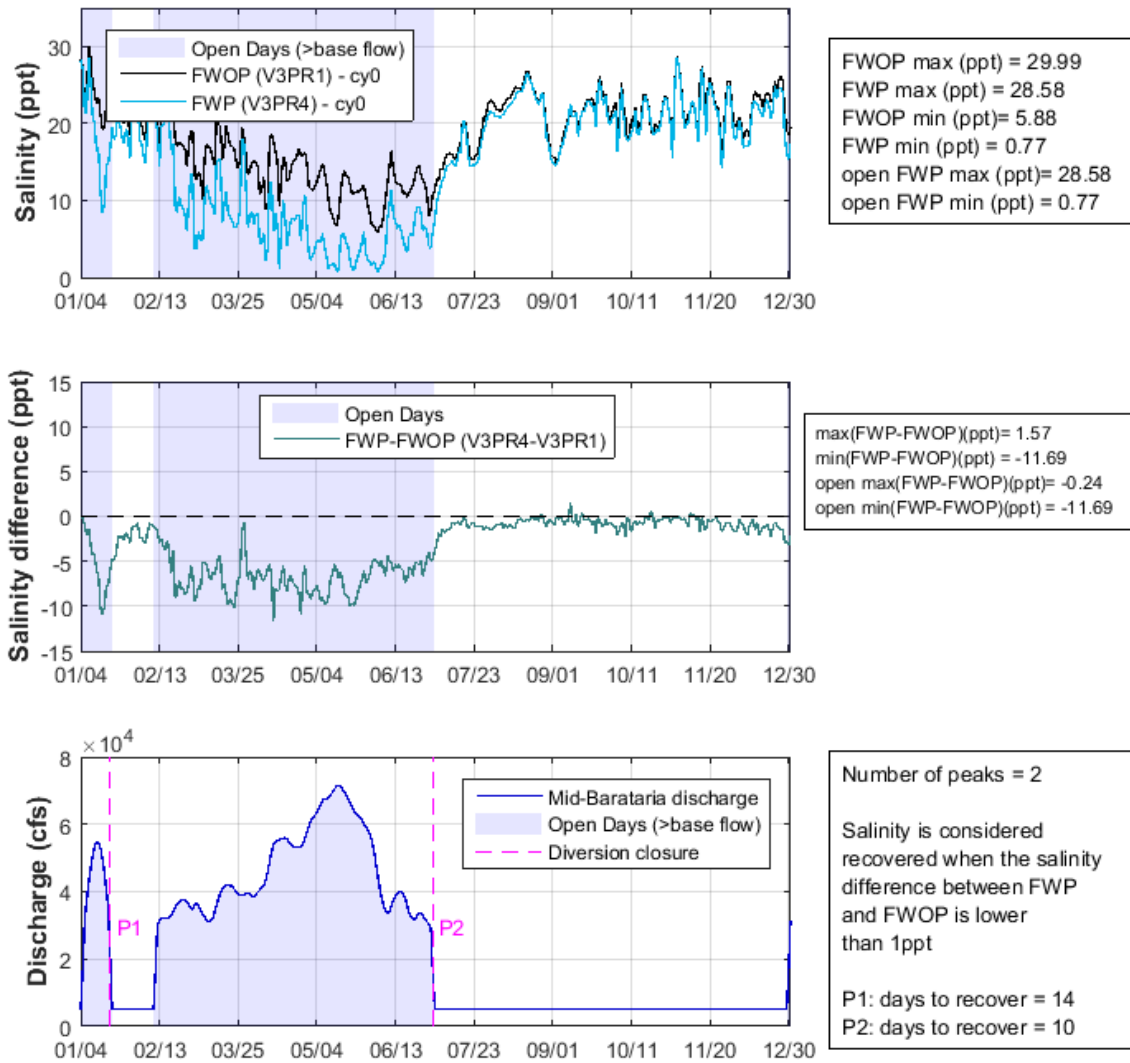 30
20
10
0
Salinity (ppt)
Open Days (>base flow)
FWOP (V3PR1) - cy0
FWP (V3PR4) - cy0
01/04 02/13 03/25 05/04 06/13 07/23 09/01 10/11 11/20 12/30
FWOP max (ppt) = 29.99
FWP max (ppt) = 28.58
FWOP min (ppt)= 5.88
FWP min (ppt) = 0.77
open FWP max (ppt)= 28.58
open FWP min (ppt) = 0.77
15
10
5
0
-5
-10
-15
Salinity difference (ppt)
Open Days
FWP-FWOP (V3PR4-V3PR1)
01/04 02/13 03/25 05/04 06/13 07/23 09/01 10/11 11/20 12/30
max(FWP-FWOP)(ppt)= 1.57
min(FWP-FWOP)(ppt) = -11.69
open max(FWP-FWOP)(ppt)= -0.24
open min(FWP-FWOP)(ppt) = -11.69
×10⁴
8
6
4
2
0
Discharge (cfs)
Mid-Barataria discharge
Open Days (>base flow)
Diversion closure
P1
P2
01/04 02/13 03/25 05/04 06/13 07/23 09/01 10/11 11/20 12/30
Number of peaks = 2
Salinity is considered
recovered when the salinity
difference between FWP
and FWOP is lower
than 1ppt
P1: days to recover = 14
P2: days to recover = 10